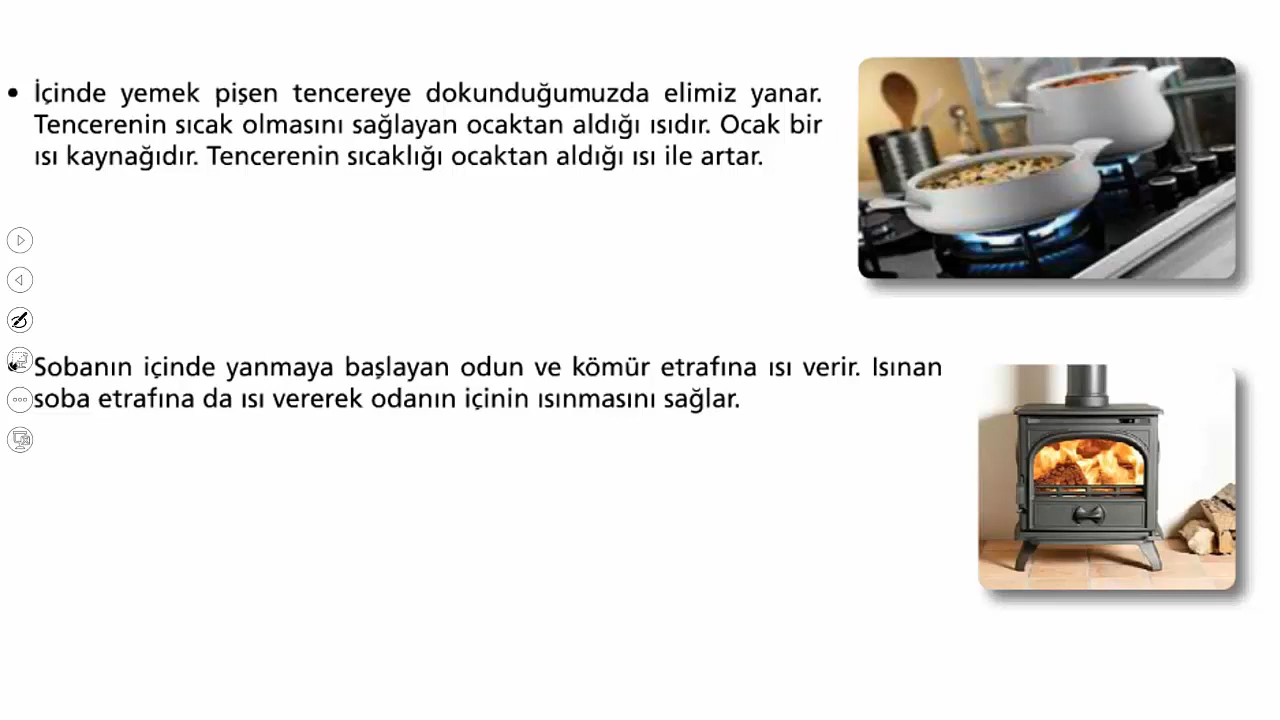 • İçinde yemek pişen tencereye dokunduğumuzda elimiz yanar.
Tencerenin sıcak olmasını sağlayan ocaktan aldığı ısıdır. Ocak bir
ısı kaynağıdır. Tencerenin sıcaklığı ocaktan aldığı ısı ile artar.
Sobanın içinde yanmaya başlayan odun ve kömür etrafına ısı verir. Isınan
soba etrafına da ısı vererek odanın içinin ısınmasını sağlar.